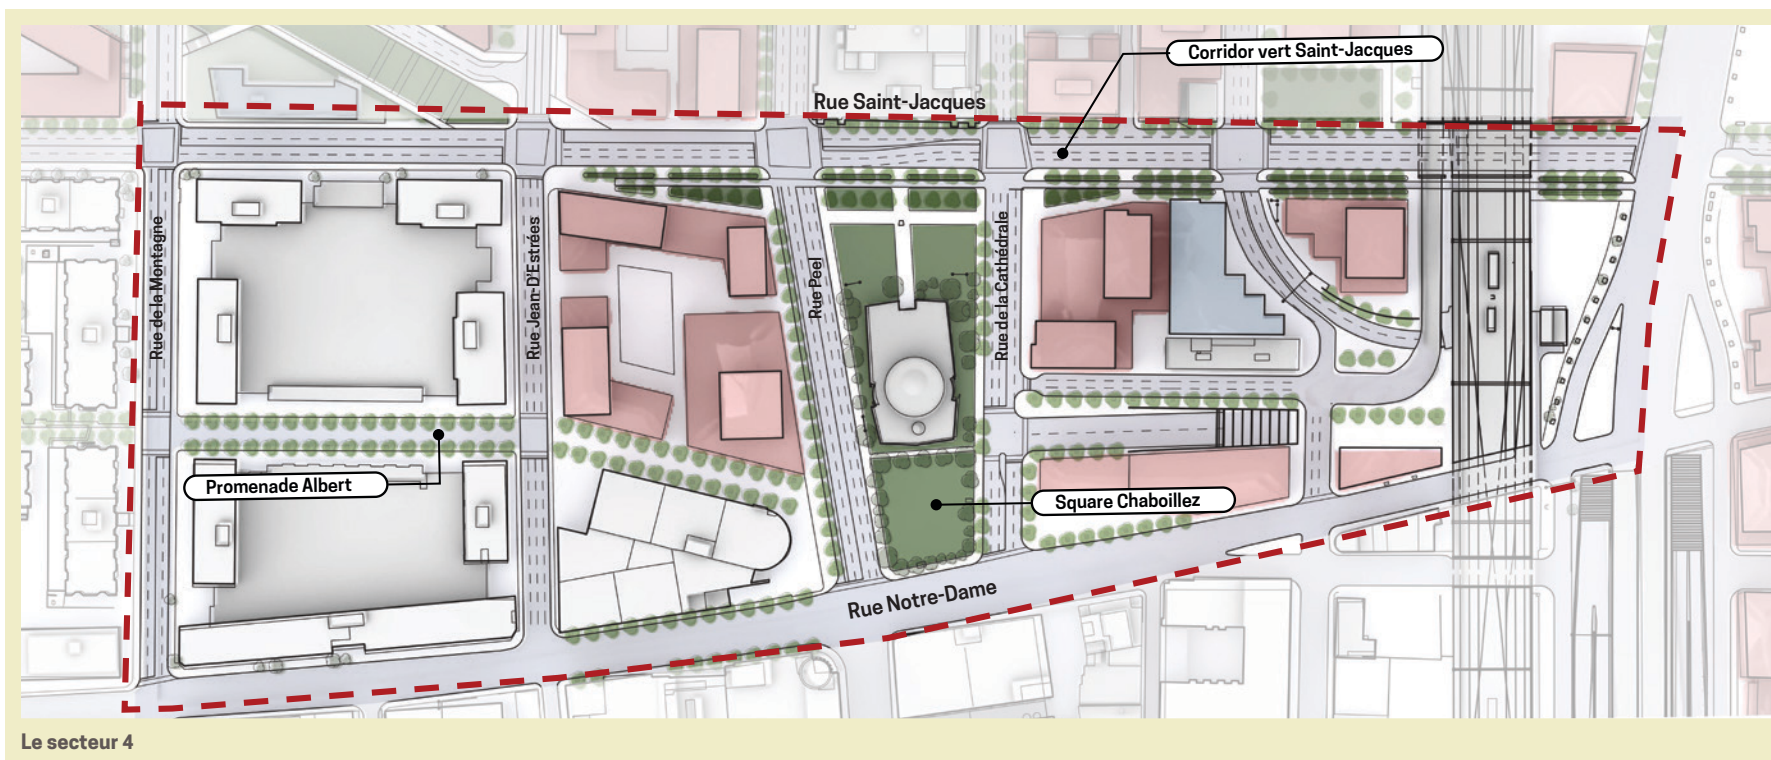 Corridor vert Saint-Jacques
Rue Saint-Jacques
Rue de la Montagne
Rue Jean-D'Estrées
Rue Peel
Rue de la Cathédrale
Promenade Albert
Square Chaboillez
Rue Notre-Dame
Le secteur 4